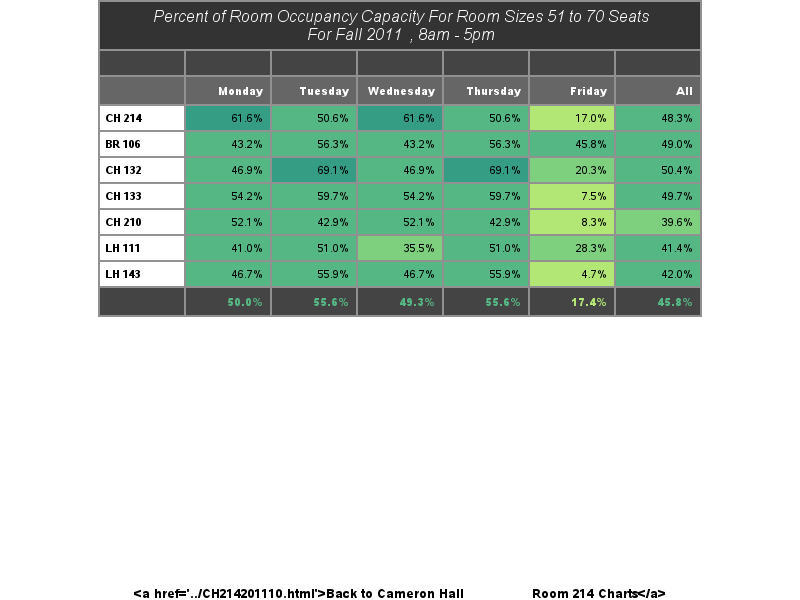 Percent of Room Occupancy Capacity For Room Sizes 51 to 70 Seats
For Fall 2011 , 8am - 5pm
Monday Tuesday Wednesday Thursday Friday All
CH 214 61.6% 50.6% 61.6% 50.6% 17.0% 48.3%
BR 106 43.2% 56.3% 43.2% 56.3% 45.8% 49.0%
CH 132 46.9% 69.1% 46.9% 69.1% 20.3% 50.4%
CH 133 54.2% 59.7% 54.2% 59.7% 7.5% 49.7%
CH 210 52.1% 42.9% 52.1% 42.9% 8.3% 39.6%
LH 111 41.0% 51.0% 35.5% 51.0% 28.3% 41.4%
LH 143 46.7% 55.9% 46.7% 55.9% 4.7% 42.0%
50.0% 55.6% 49.3% 55.6% 17.4% 45.8%
<a href='../CH214201110.html'>Back to Cameron Hall Room 214 Charts</a>